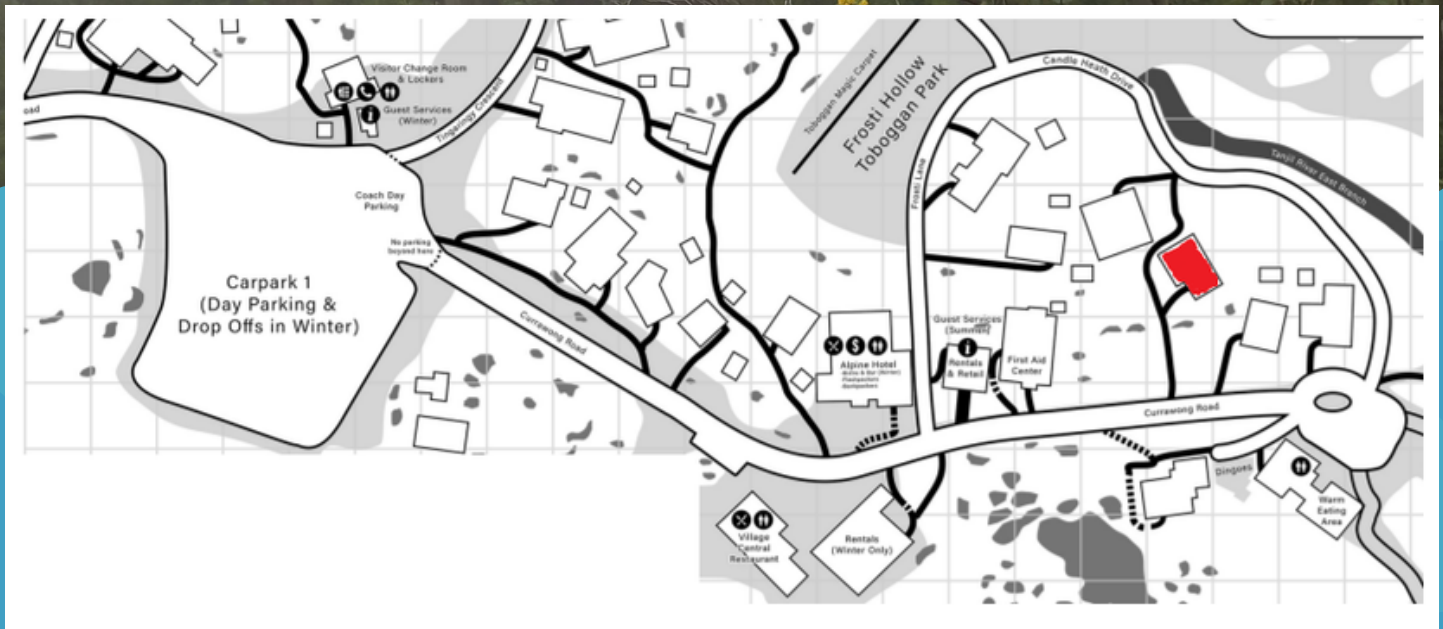 Visitor Change Room
& Lockers
Guest Services
(Winter)
oad
Tingaringy Crescent
Coach Day
Parking
No parking
beyond here
Carpark 1
(Day Parking &
Drop Offs in Winter)
Currawong Road
Toboggan Magic Carpet
Frosti Hollow
Toboggan Park
Candle Heath Drive
Tanjil River East Branch
Frosti Lane
Guest Services
(Summer)
Rentals
& Retail
First Aid
Center
$
Alpine Hotel
Currawong Road
Dingoes
Warm
Eating
Area
Village
Central
Restaurant
Rentals
(Winter Only)